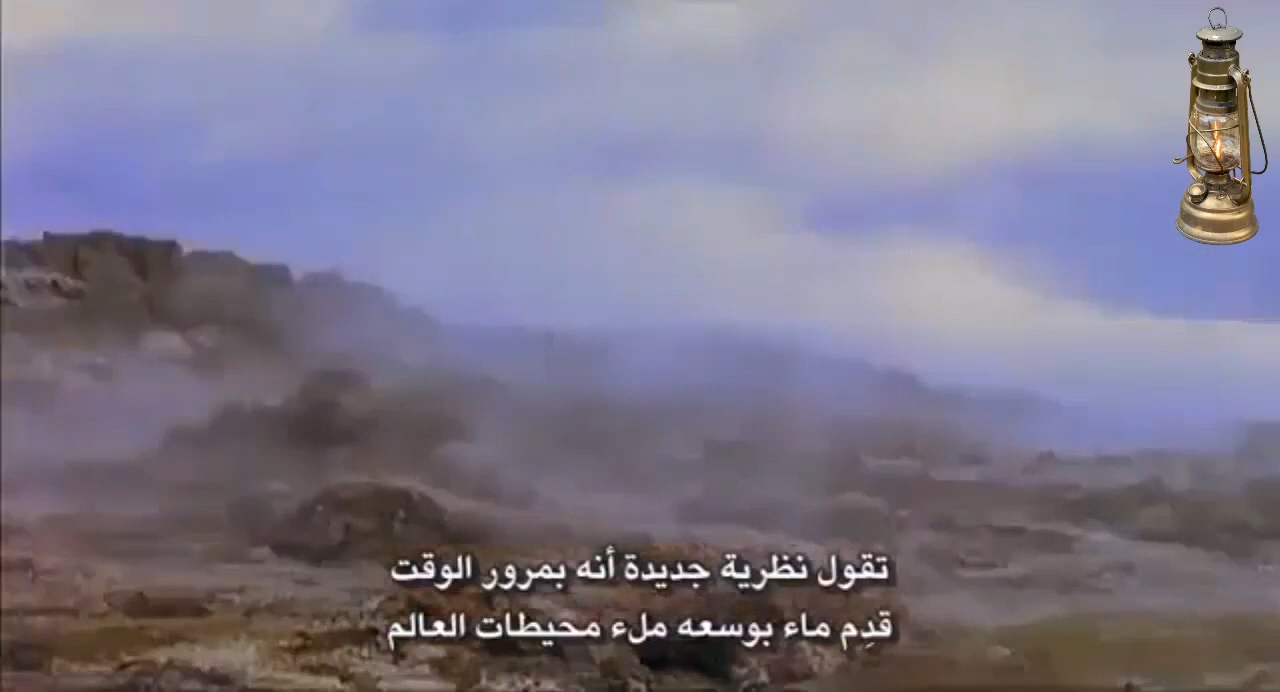 تقول نظرية جديدة أنه بمرور الوقت
قدِم ماء بوسعه ملء محيطات العالم